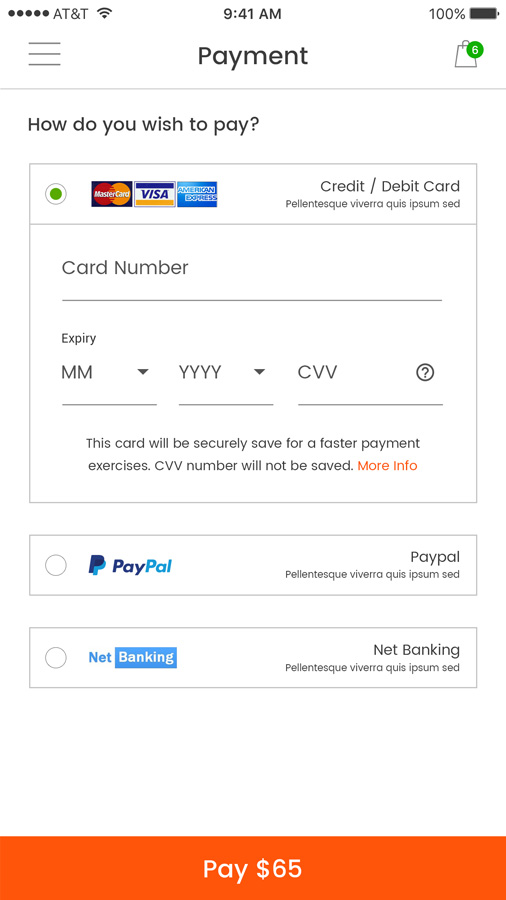 AT&T 9:41 AM 100%
Payment 6
How do you wish to pay?
MasterCard VISA AMERICAN EXPRESS Credit / Debit Card
Pellentesque viverra quis ipsum sed
Card Number
Expiry
MM YYYY CVV ?
This card will be securely save for a faster payment
exercises. CVV number will not be saved. More Info
PayPal Paypal
Pellentesque viverra quis ipsum sed
Net Banking Net Banking
Pellentesque viverra quis ipsum sed
Pay $65